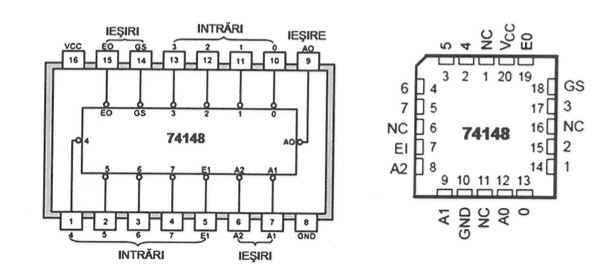 IEŞIRI INTRĂRI IEŞIRE
VCC EO GS 3 2 1 0 AO
16 15 14 13 12 11 10 9
EO GS 3 2 1 0
4 74148 AO
5 6 7 E1 A2 A1
1 2 3 4 5 6 7 8
4 5 6 7 E1 A2 A1 GND
INTRĂRI IEŞIRI
5 4 NC VCC E0
3 2 1 20 19
6 4 18 GS
7 5 17 3
NC 6 74148 16 NC
EI 7 15 2
A2 8 14 1
9 10 11 12 13
A1 GND NC A0 0